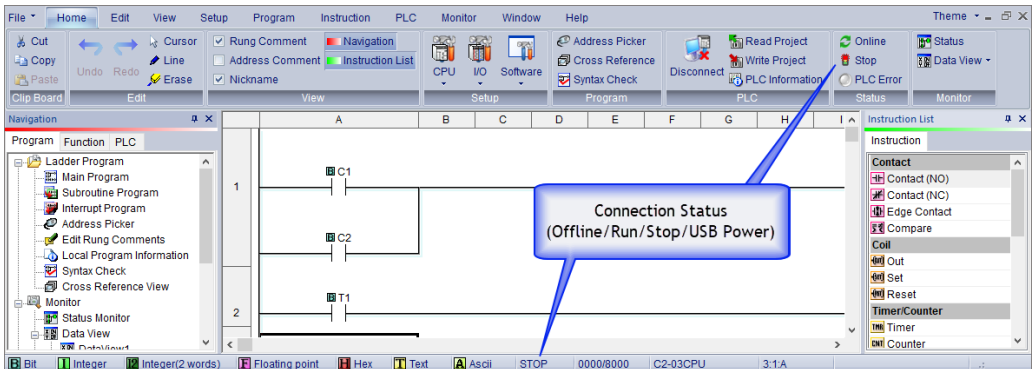 File Home Edit View Setup Program Instruction PLC Monitor Window Help Theme
Cut Cursor Rung Comment Navigation Address Picker Read Project Online Status
Copy Line Address Comment Instruction List Cross Reference Write Project Stop Data View
Paste Undo Redo Erase Nickname CPU I/O Software Syntax Check Disconnect PLC Information PLC Error
Clip Board Edit View Setup Program PLC Status Monitor
Navigation A B C D E F G H I Instruction List
Program Function PLC Instruction
Ladder Program
Main Program
Subroutine Program
Interrupt Program
Address Picker
Edit Rung Comments
Local Program Information
Syntax Check
Cross Reference View
Monitor
Status Monitor
Data View
DataView1
1
B C1
B C2
2
B T1
Connection Status
(Offline/Run/Stop/USB Power)
Contact
Contact (NO)
Contact (NC)
Edge Contact
Compare
Coil
Out
Set
Reset
Timer/Counter
TMR Timer
CNT Counter
B Bit I Integer I2 Integer(2 words) F Floating point H Hex T Text A Ascii STOP 0000/8000 C2-03CPU 3:1:A